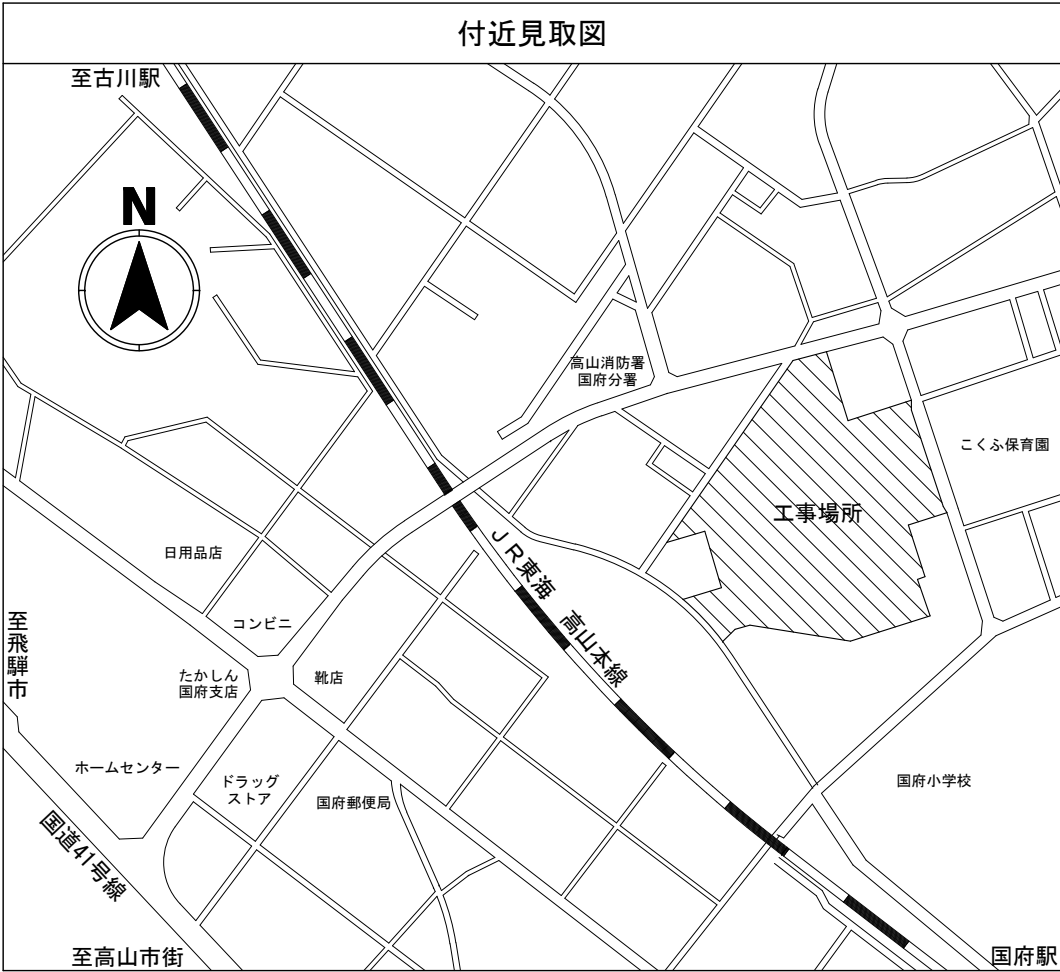 付近見取図
至古川駅
N
高山消防署
国府分署
こくふ保育園
工事場所
JR東海 高山本線
日用品店
コンビニ
至飛騨市
たかしん
国府支店
靴店
ホームセンター
ドラッグ
ストア
国府郵便局
国府小学校
国道41号線
至高山市街
国府駅